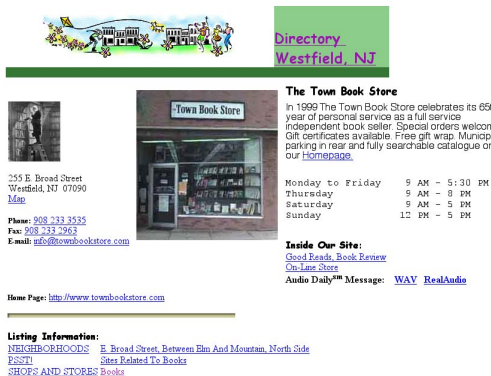 Directory
Westfield, NJ
The Town Book Store
In 1999 The Town Book Store celebrates its
year of personal service as a full service
independent book seller. Special orders
Gift certificates available. Free gift wrap.
parking in rear and fully searchable catalogue
our Homepage.
Town Book Store
255 E. Broad Street
Westfield, NJ 07090
Map
Phone: 908 233 3535
Fax: 908 233 2963
E-mail: info@townbookstore.com
Monday to Friday 9 AM - 5:30 PM
Thursday 9 AM - 8 PM
Saturday 9 AM - 5 PM
Sunday 12 PM - 5 PM
Inside Our Site:
Good Reads, Book Review
On-Line Store
Audio Daily sm Message: WAV RealAudio
Home Page: http://www.townbookstore.com
Listing Information:
NEIGHBORHOODS E. Broad Street, Between Elm And Mountain, North Side
PSST! Sites Related To Books
SHOPS AND STORES Books